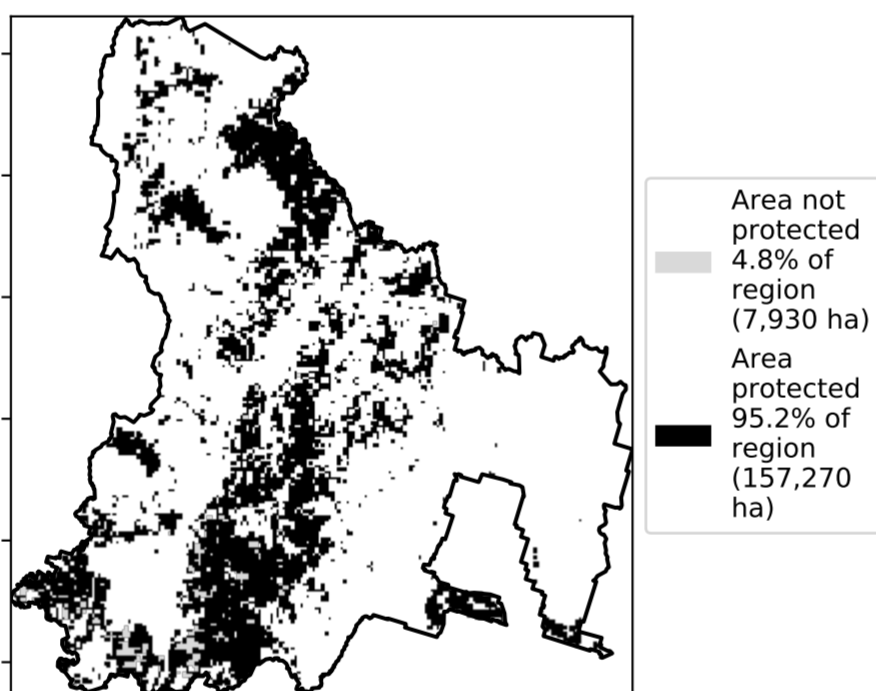 Area not
protected
4.8% of
region
(7,930 ha)
Area
protected
95.2% of
region
(157,270
ha)